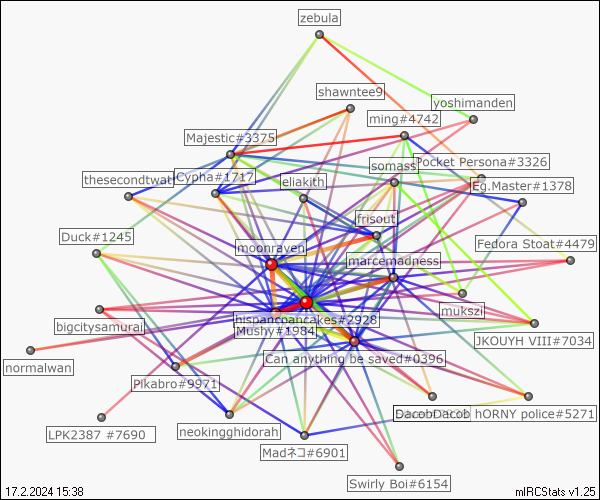 zebula
shawntee9
yoshimanden
ming#4742
Majestic#3375
somass
Pocket Persona#3326
thesecondtwat
Cypha#1717
eliakith
Eg.Master#1378
frisout
Duck#1245
moonraven
Fedora Stoat#4479
marcemadness
mukszi
hispanicpancakes#2928
bigcitysamurai
Mushy#1984
JKOUYH VIII#7034
Can anything be saved#0396
normalwan
Pikabro#9971
DacobDacob
hORNY police#5271
neokingghidorah
LPK2387 #7690
Madネコ#6901
Swirly Boi#6154
17.2.2024 15:38
mIRCStats v1.25